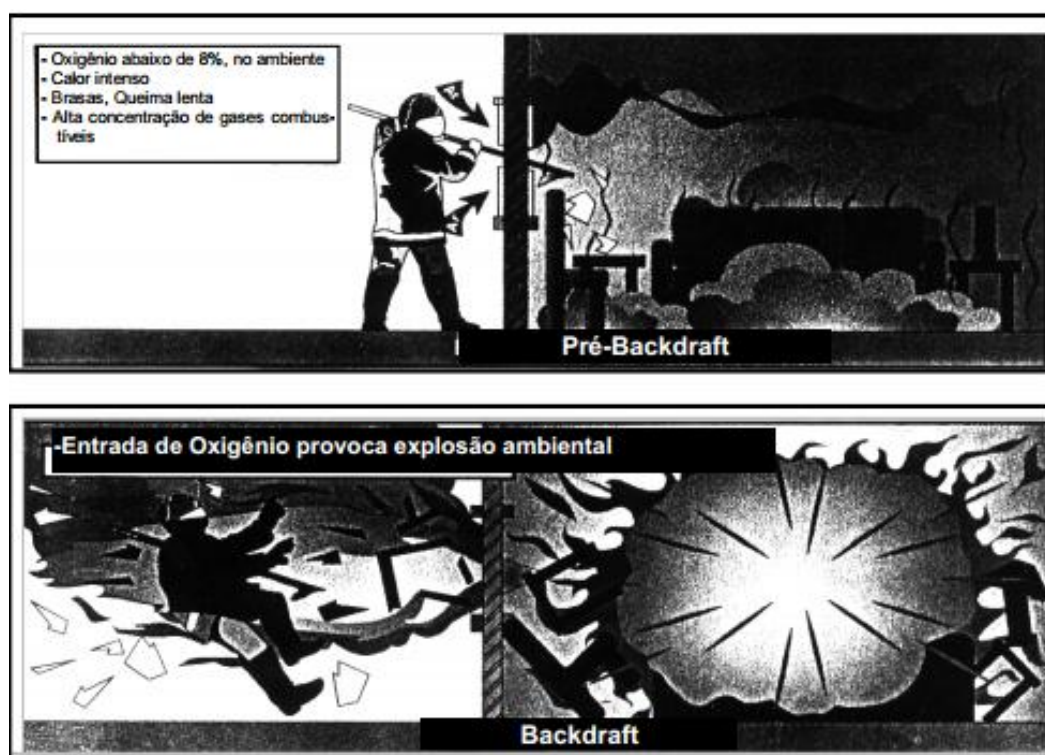 - Oxigênio abaixo de 8%, no ambiente
- Calor intenso
- Brasas, Queima lenta
- Alta concentração de gases combus-
tíveis
Pré-Backdraft
-Entrada de Oxigênio provoca explosão ambiental
Backdraft